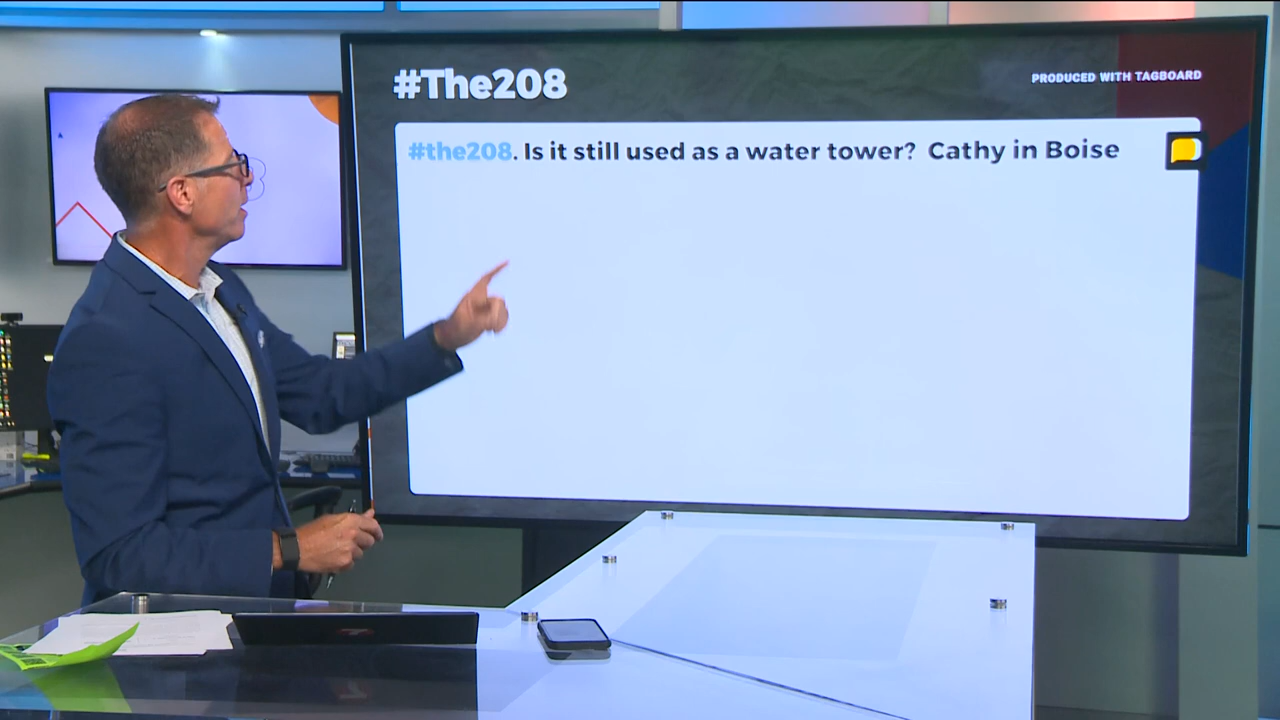 #The208
PRODUCED WITH TAGBOARD
#the208. Is it still used as a water tower?  Cathy in Boise